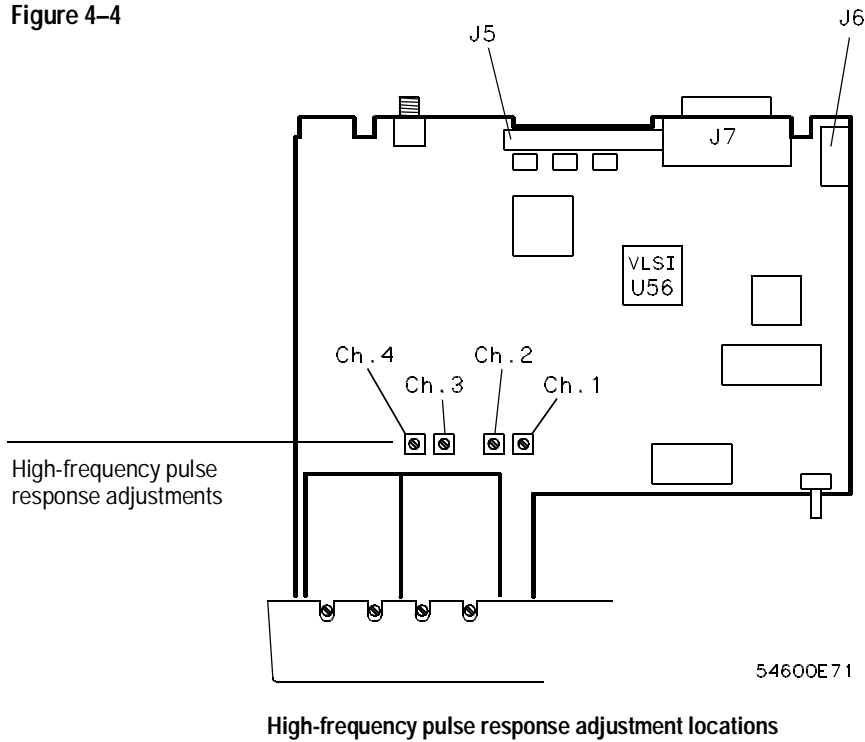 Figure 4–4
J6
J5
J7
VLSI
U56
Ch.4
Ch.2
Ch.3
Ch.1
High-frequency pulse
response adjustments
54600E71
High-frequency pulse response adjustment locations